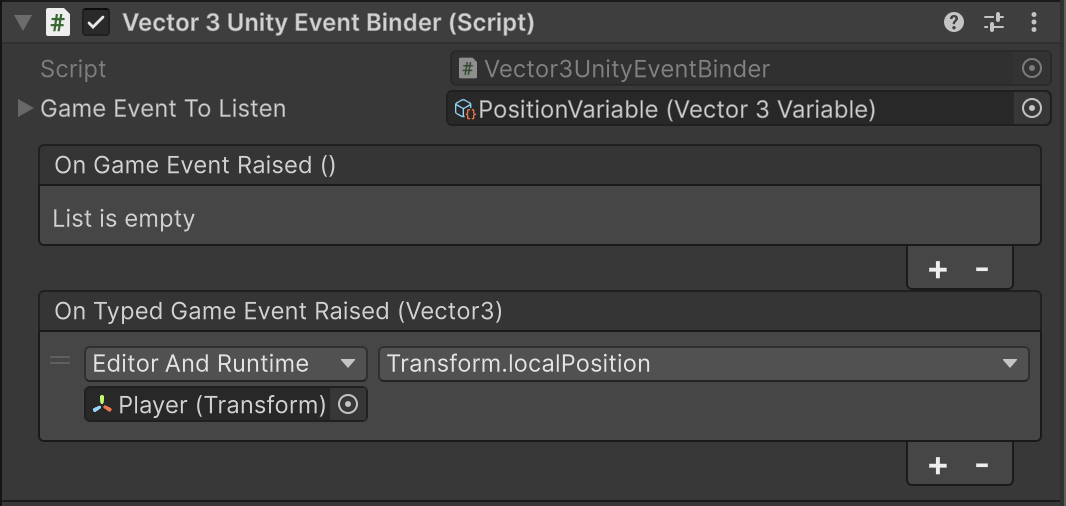 # Vector 3 Unity Event Binder (Script)
Script # Vector3UnityEventBinder
Game Event To Listen PositionVariable (Vector 3 Variable)
On Game Event Raised ()
List is empty
+ -
On Typed Game Event Raised (Vector3)
Editor And Runtime Transform.localPosition
Player (Transform)
+ -